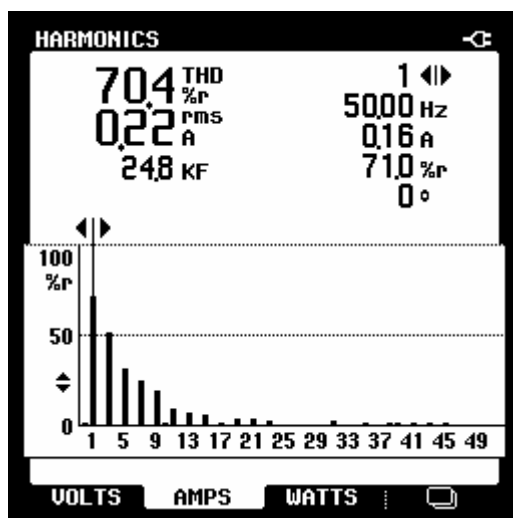 HARMONICS
70.4 THD %r
0.22 rms A
24.8 KF
1
50.00 Hz
0.16 A
71.0 %r
0 °
100
%r
50
0
1 5 9 13 17 21 25 29 33 37 41 45 49
VOLTS AMPS WATTS